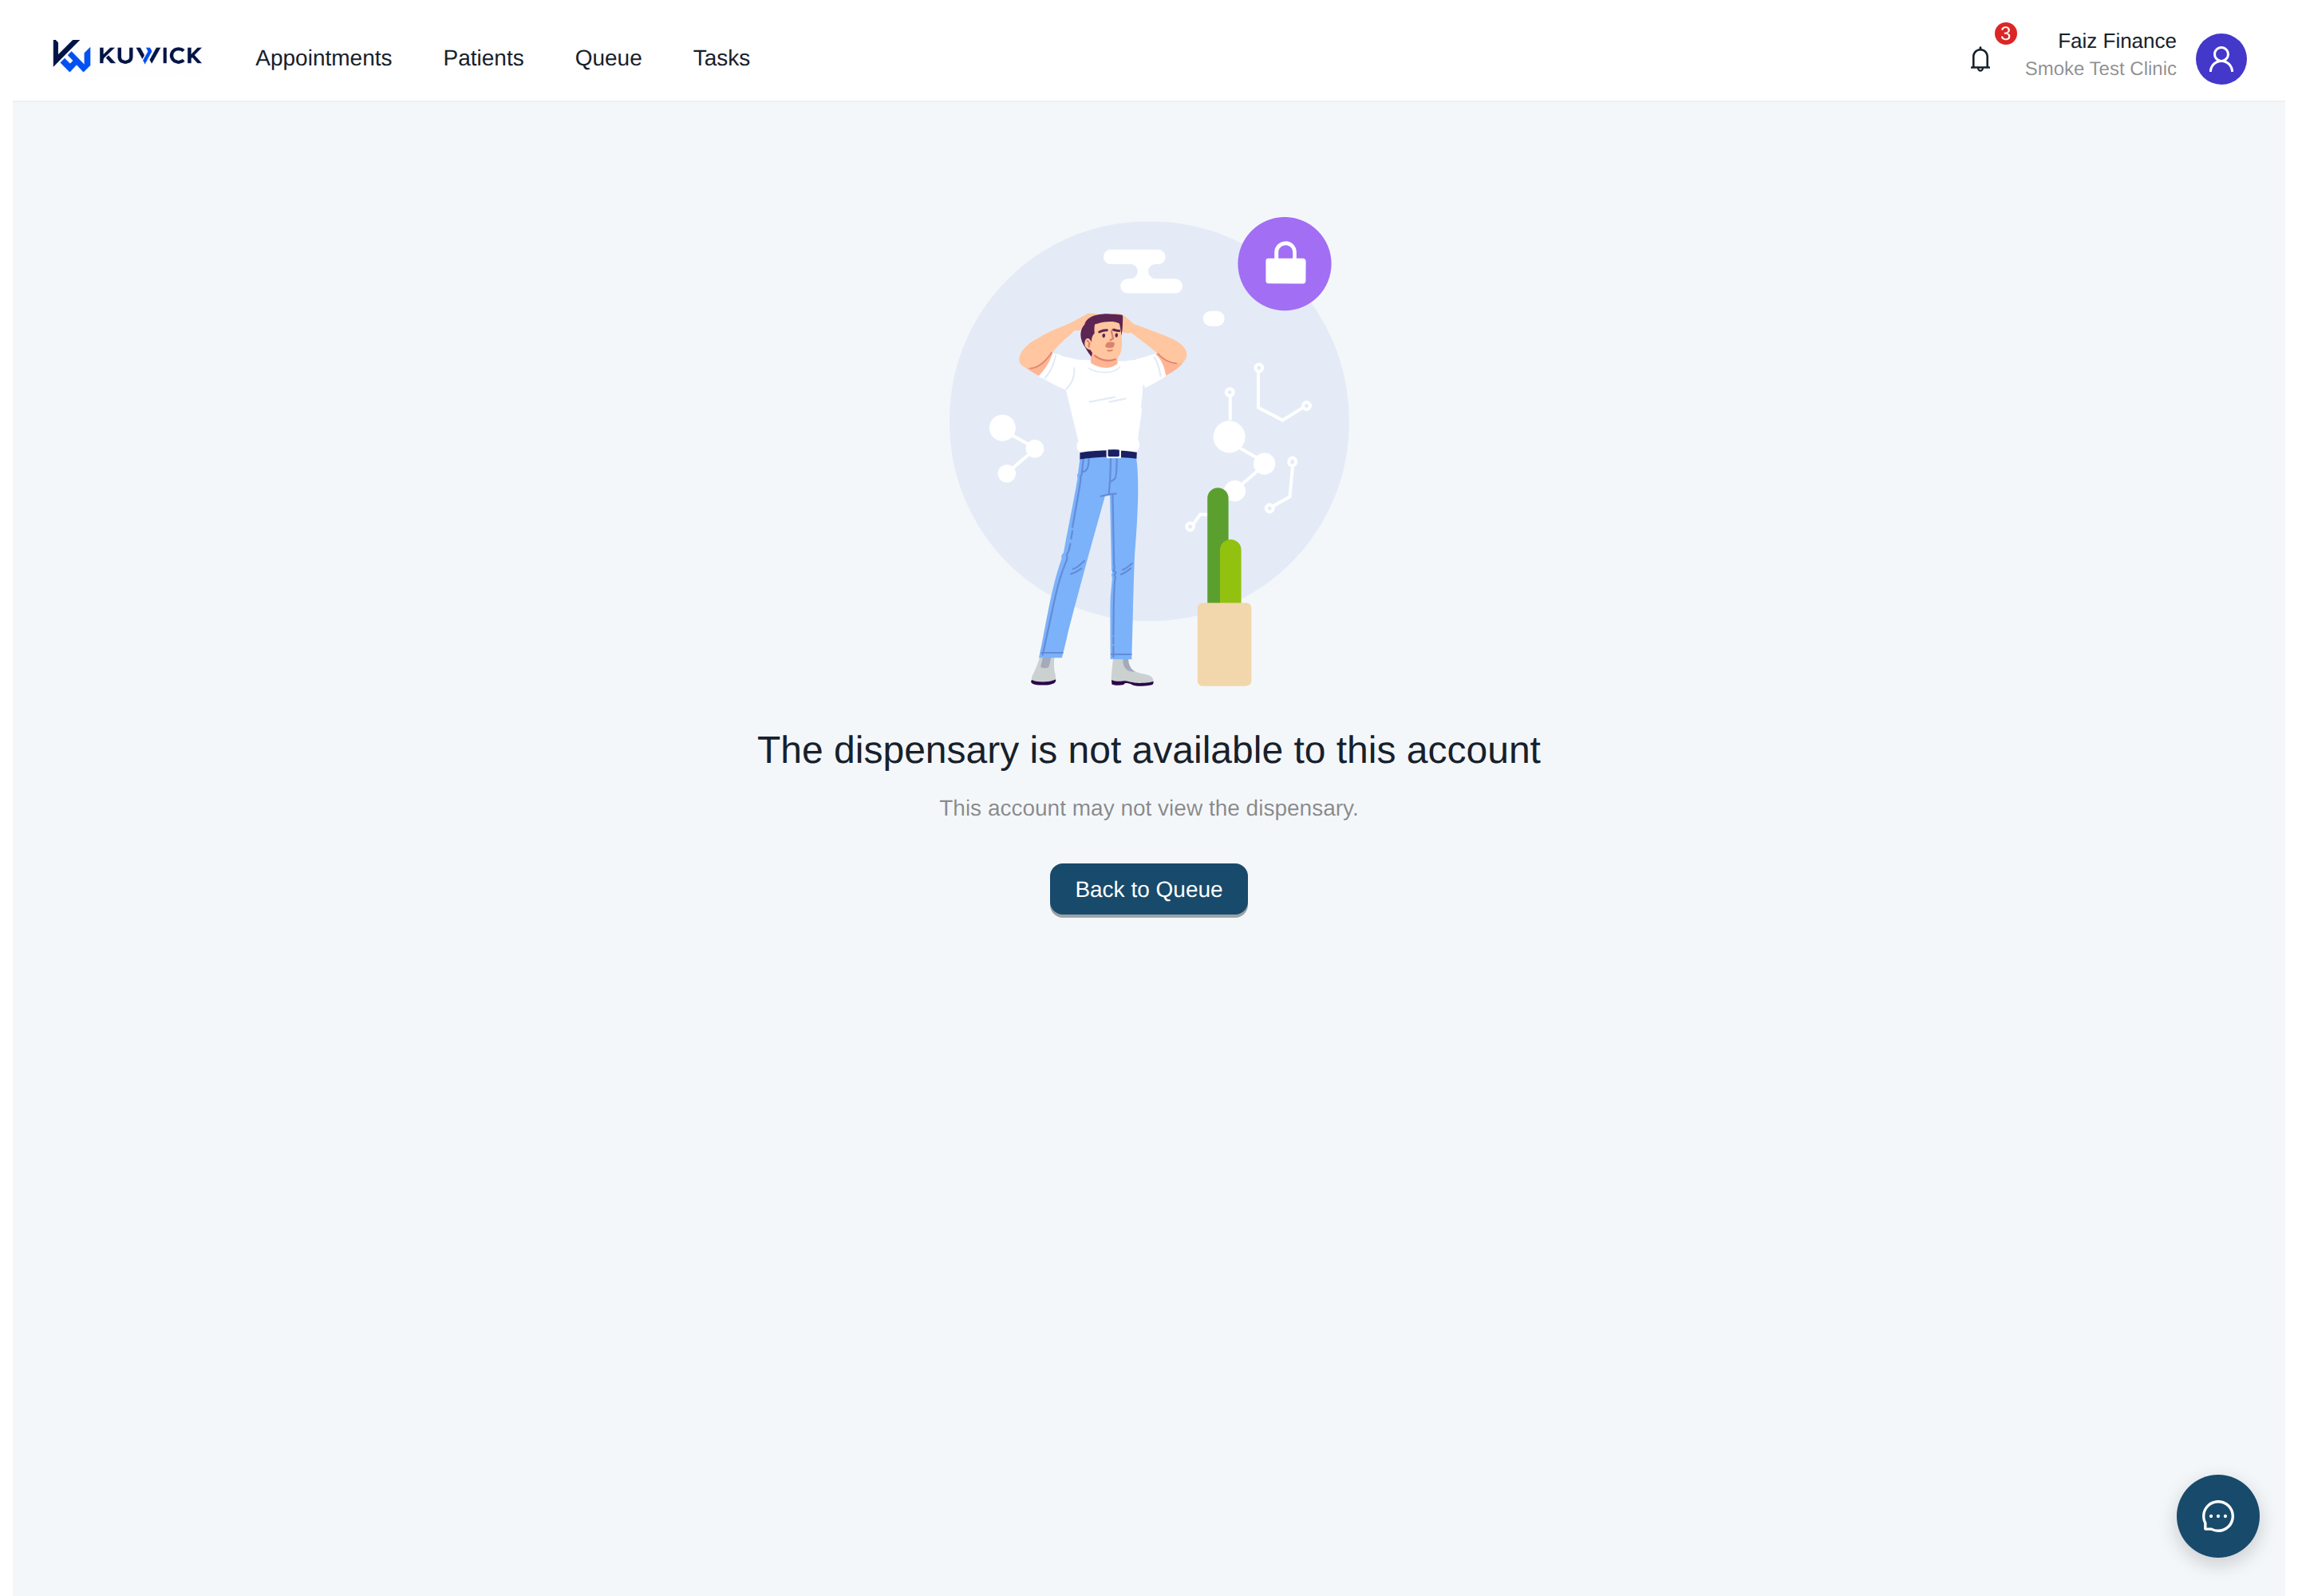 KUWICK
Appointments
Patients
Queue
Tasks
3
Faiz Finance
Smoke Test Clinic
The dispensary is not available to this account
This account may not view the dispensary.
Back to Queue